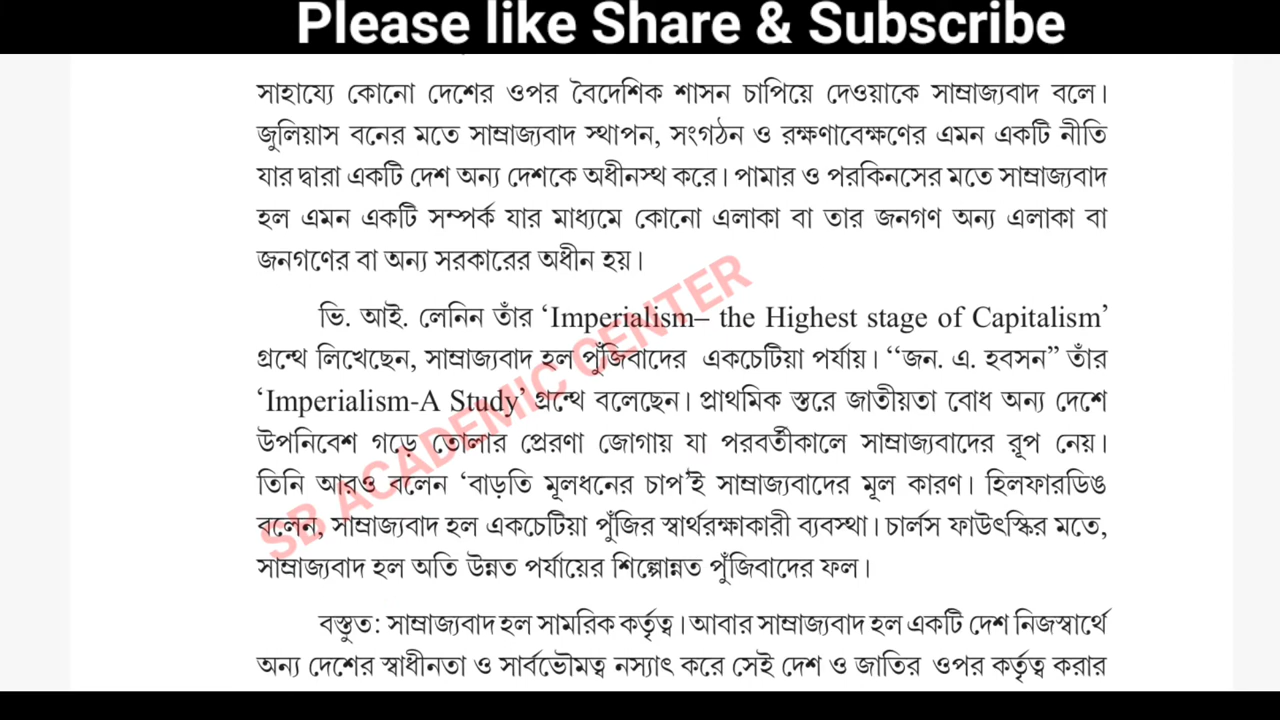 Please like Share & Subscribe
সাহায্যে কোনো দেশের ওপর বৈদেশিক শাসন চাপিয়ে দেওয়াকে সাম্রাজ্যবাদ বলে।
জুলিয়াস বনের মতে সাম্রাজ্যবাদ স্থাপন, সংগঠন ও রক্ষণাবেক্ষণের এমন একটি নীতি
যার দ্বারা একটি দেশ অন্য দেশকে অধীনস্থ করে। পামার ও পরকিনসের মতে সাম্রাজ্যবাদ
হল এমন একটি সম্পর্ক যার মাধ্যমে কোনো এলাকা বা তার জনগণ অন্য এলাকা বা
জনগণের বা অন্য সরকারের অধীন হয়।
ভি. আই. লেনিন তাঁর ‘Imperialism– the Highest stage of Capitalism’
গ্রন্থে লিখেছেন, সাম্রাজ্যবাদ হল পুঁজিবাদের একচেটিয়া পর্যায়। ‘‘জন. এ. হবসন” তাঁর
‘Imperialism-A Study’ গ্রন্থে বলেছেন। প্রাথমিক স্তরে জাতীয়তা বোধ অন্য দেশে
উপনিবেশ গড়ে তোলার প্রেরণা জোগায় যা পরবর্তীকালে সাম্রাজ্যবাদের রূপ নেয়।
তিনি আরও বলেন ‘বাড়তি মূলধনের চাপ’ই সাম্রাজ্যবাদের মূল কারণ। হিলফারডিঙ
বলেন, সাম্রাজ্যবাদ হল একচেটিয়া পুঁজির স্বার্থরক্ষাকারী ব্যবস্থা। চার্লস ফাউৎস্কির মতে,
সাম্রাজ্যবাদ হল অতি উন্নত পর্যায়ের শিল্পোন্নত পুঁজিবাদের ফল।
বস্তুত: সাম্রাজ্যবাদ হল সামরিক কর্তৃত্ব। আবার সাম্রাজ্যবাদ হল একটি দেশ নিজস্বার্থে
অন্য দেশের স্বাধীনতা ও সার্বভৌমত্ব নস্যাৎ করে সেই দেশ ও জাতির ওপর কর্তৃত্ব করার
SB ACADEMIC CENTER